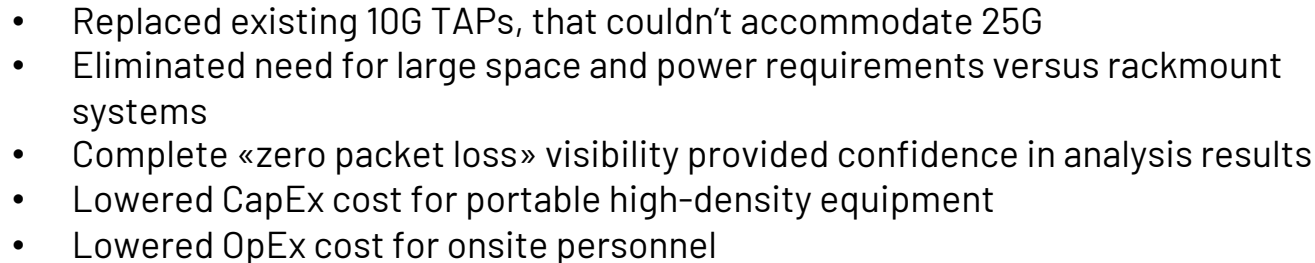 • Replaced existing 10G TAPs, that couldn’t accommodate 25G
• Eliminated need for large space and power requirements versus rackmount
systems
• Complete «zero packet loss» visibility provided confidence in analysis results
• Lowered CapEx cost for portable high-density equipment
• Lowered OpEx cost for onsite personnel